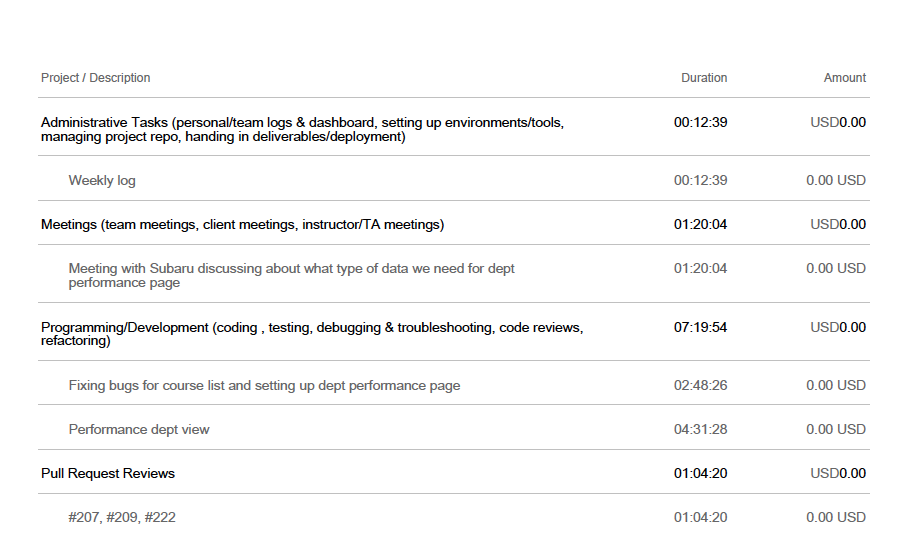 Project / Description Duration Amount
Administrative Tasks (personal/team logs & dashboard, setting up environments/tools, 00:12:39 USD0.00
managing project repo, handing in deliverables/deployment)
Weekly log 00:12:39 0.00 USD
Meetings (team meetings, client meetings, instructor/TA meetings) 01:20:04 USD0.00
Meeting with Subaru discussing about what type of data we need for dept 01:20:04 0.00 USD
performance page
Programming/Development (coding , testing, debugging & troubleshooting, code reviews, 07:19:54 USD0.00
refactoring)
Fixing bugs for course list and setting up dept performance page 02:48:26 0.00 USD
Performance dept view 04:31:28 0.00 USD
Pull Request Reviews 01:04:20 USD0.00
#207, #209, #222 01:04:20 0.00 USD